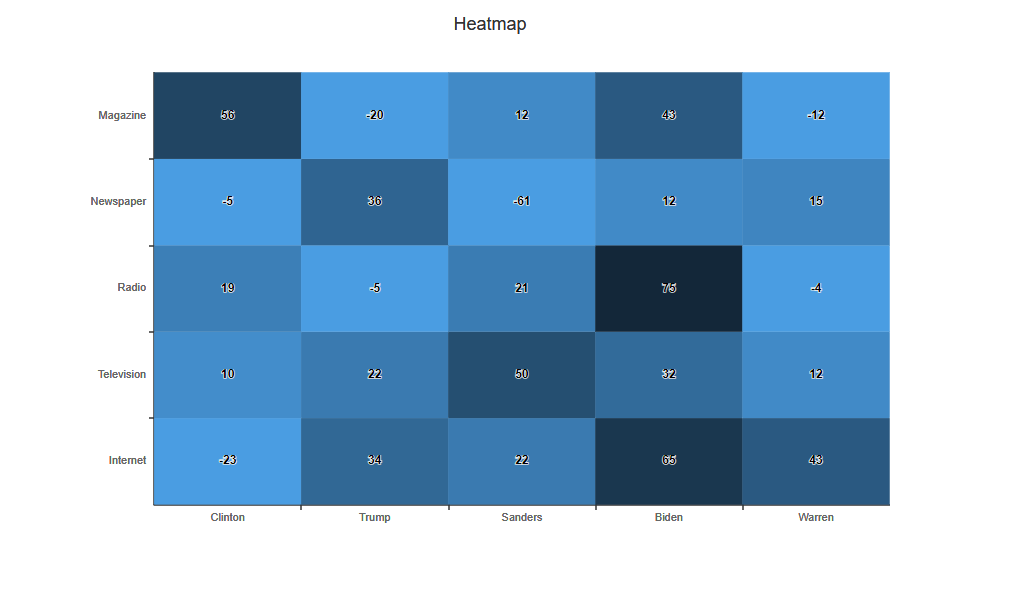 Heatmap
Magazine 56 -20 12 43 -12
Newspaper -5 36 -61 12 15
Radio 19 -5 21 75 -4
Television 10 22 50 32 12
Internet -23 34 22 65 43
Clinton Trump Sanders Biden Warren